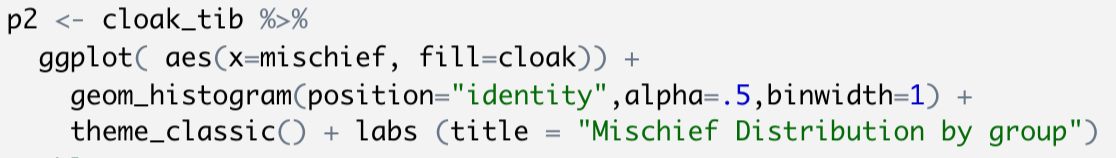 p2 <- cloak_tib %>%
  ggplot( aes(x=mischief, fill=cloak)) +
    geom_histogram(position="identity",alpha=.5,binwidth=1) +
    theme_classic() + labs (title = "Mischief Distribution by group")